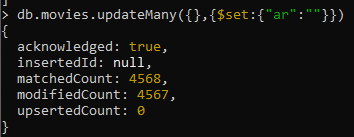 > db.movies.updateMany({},{$set:{"ar":""}})
{
  acknowledged: true,
  insertedId: null,
  matchedCount: 4568,
  modifiedCount: 4567,
  upsertedCount: 0
}